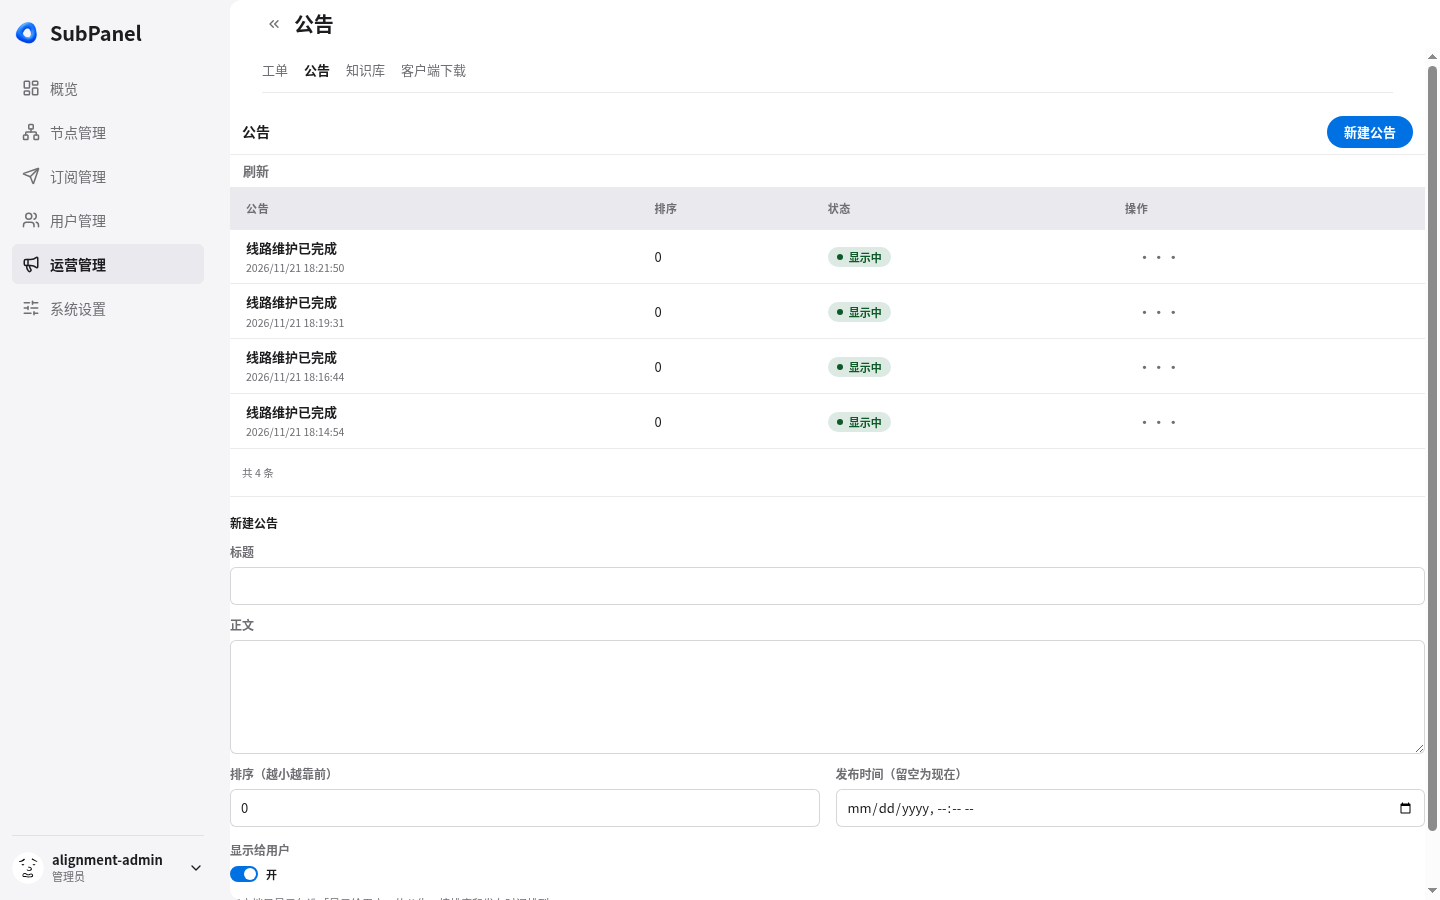 SubPanel
概览
节点管理
订阅管理
用户管理
运营管理
系统设置
alignment-admin
管理员
公告
工单 公告 知识库 客户端下载
公告 新建公告
刷新
公告 排序 状态 操作
线路维护已完成
2026/11/21 18:21:50
0 显示中
线路维护已完成
2026/11/21 18:19:31
0 显示中
线路维护已完成
2026/11/21 18:16:44
0 显示中
线路维护已完成
2026/11/21 18:14:54
0 显示中
共 4 条
新建公告
标题
正文
排序（越小越靠前） 发布时间（留空为现在）
0 mm/dd/yyyy, --:-- --
显示给用户
开